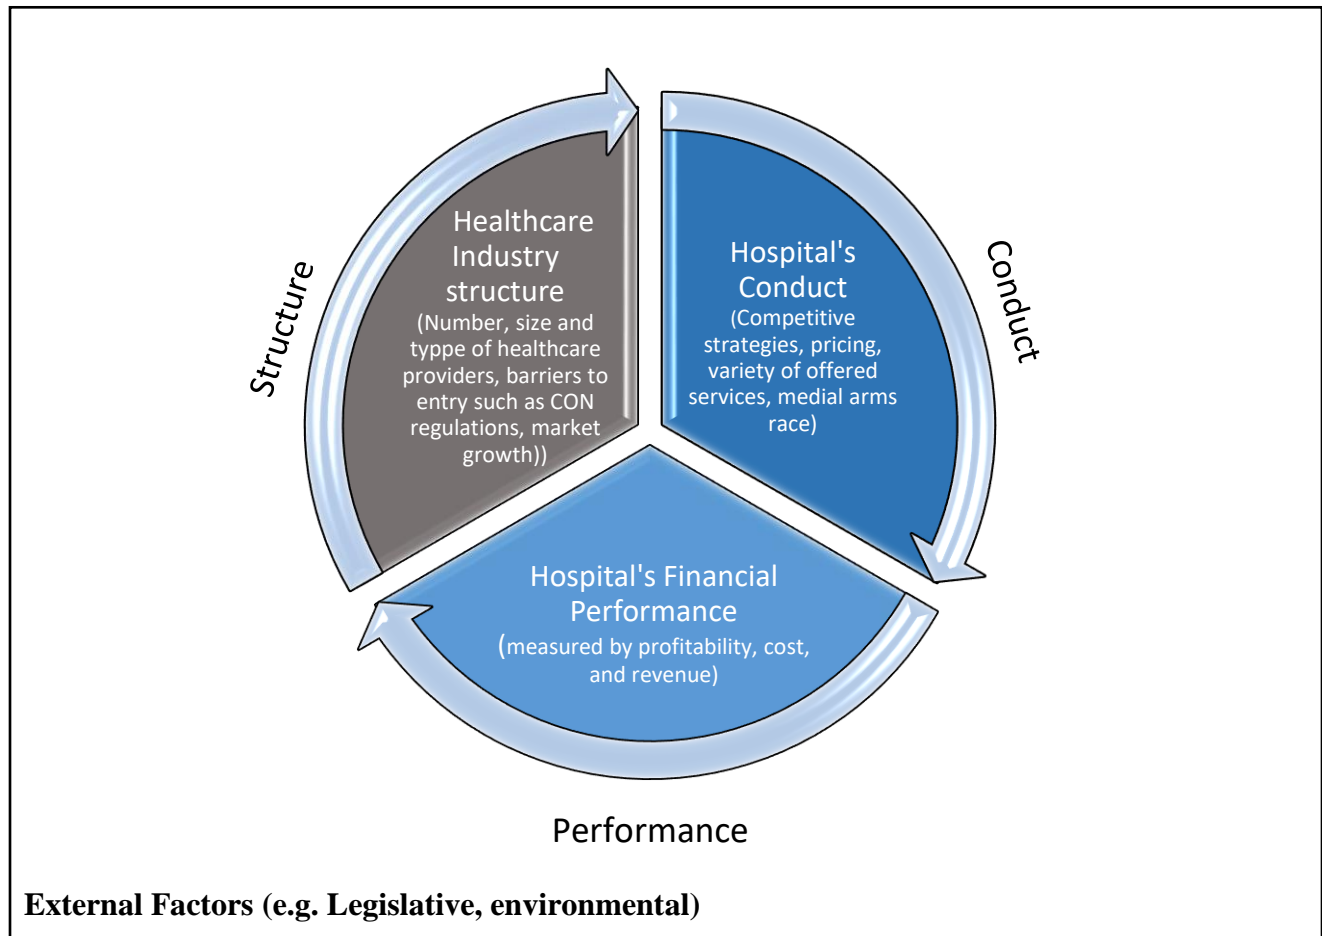 Structure
Healthcare
Industry
structure
(Number, size and
typpe of healthcare
providers, barriers to
entry such as CON
regulations, market
growth))
Hospital's
Conduct
(Competitive
strategies, pricing,
variety of offered
services, medial arms
race)
Conduct
Hospital's Financial
Performance
(measured by profitability, cost,
and revenue)
Performance
External Factors (e.g. Legislative, environmental)